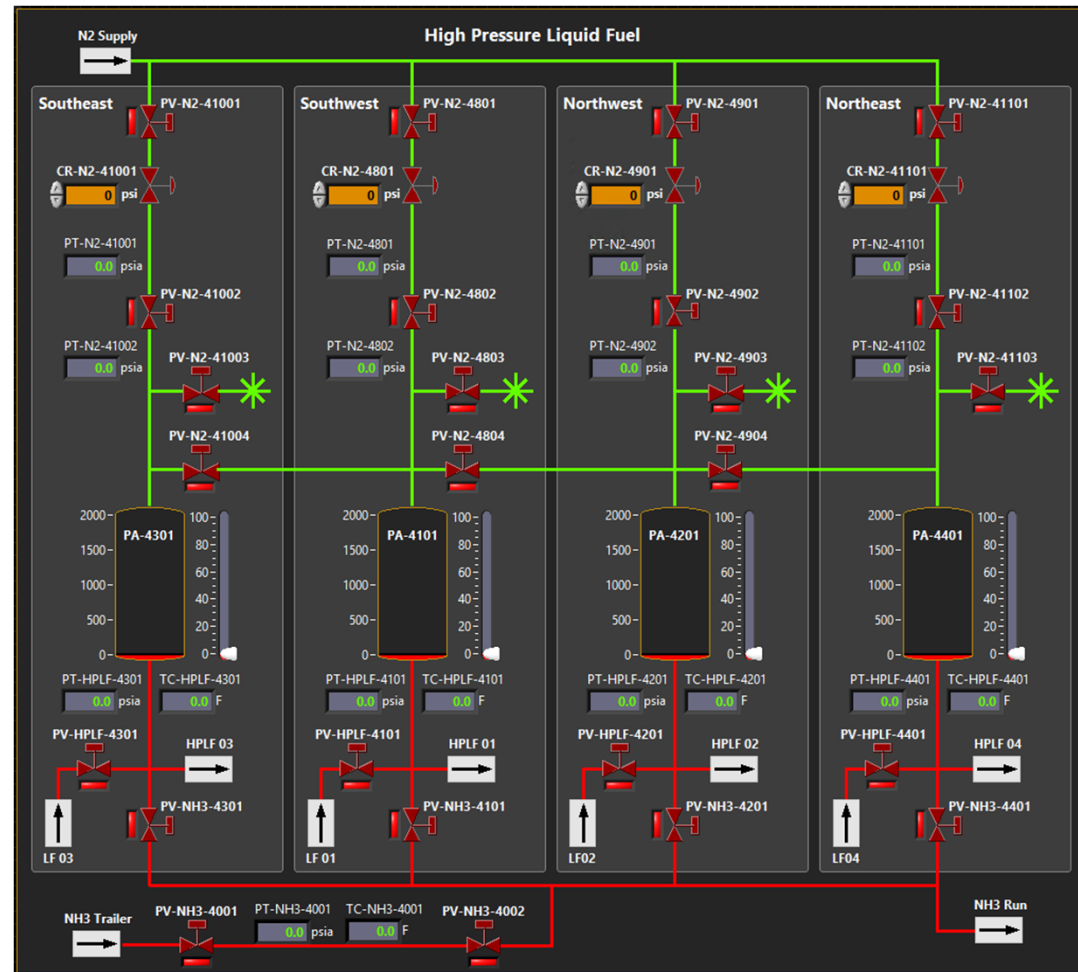 High Pressure Liquid Fuel
N2 Supply
Southeast
PV-N2-41001
CR-N2-41001
0 psi
PT-N2-41001
0.0 psia
PV-N2-41002
PT-N2-41002
0.0 psia
PV-N2-41003
PV-N2-41004
2000
1500
1000
500
0
PA-4301
100
80
60
40
20
0
PT-HPLF-4301
0.0 psia
TC-HPLF-4301
0.0 F
PV-HPLF-4301
HPLF 03
LF 03
PV-NH3-4301
Southwest
PV-N2-4801
CR-N2-4801
0 psi
PT-N2-4801
0.0 psia
PV-N2-4802
PT-N2-4802
0.0 psia
PV-N2-4803
PV-N2-4804
2000
1500
1000
500
0
PA-4101
100
80
60
40
20
0
PT-HPLF-4101
0.0 psia
TC-HPLF-4101
0.0 F
PV-HPLF-4101
HPLF 01
LF 01
PV-NH3-4101
Northwest
PV-N2-4901
CR-N2-4901
0 psi
PT-N2-4901
0.0 psia
PV-N2-4902
PT-N2-4902
0.0 psia
PV-N2-4903
PV-N2-4904
2000
1500
1000
500
0
PA-4201
100
80
60
40
20
0
PT-HPLF-4201
0.0 psia
TC-HPLF-4201
0.0 F
PV-HPLF-4201
HPLF 02
LF02
PV-NH3-4201
Northeast
PV-N2-41101
CR-N2-41101
0 psi
PT-N2-41101
0.0 psia
PV-N2-41102
PT-N2-41102
0.0 psia
PV-N2-41103
2000
1500
1000
500
0
PA-4401
100
80
60
40
20
0
PT-HPLF-4401
0.0 psia
TC-HPLF-4401
0.0 F
PV-HPLF-4401
HPLF 04
LF04
PV-NH3-4401
NH3 Trailer
PV-NH3-4001
PT-NH3-4001
0.0 psia
TC-NH3-4001
0.0 F
PV-NH3-4002
NH3 Run